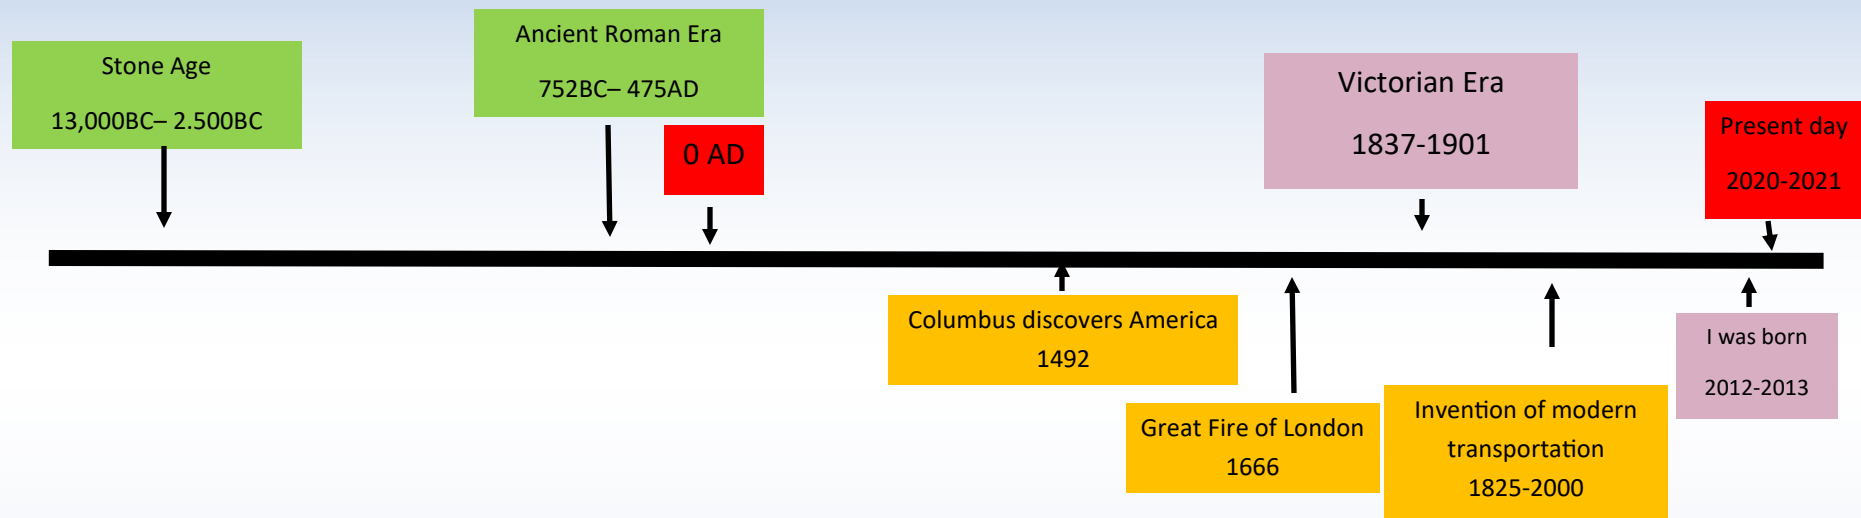 Stone Age
13,000BC– 2.500BC
Ancient Roman Era
752BC– 475AD
0 AD
Columbus discovers America
1492
Great Fire of London
1666
Victorian Era
1837-1901
Invention of modern
transportation
1825-2000
I was born
2012-2013
Present day
2020-2021